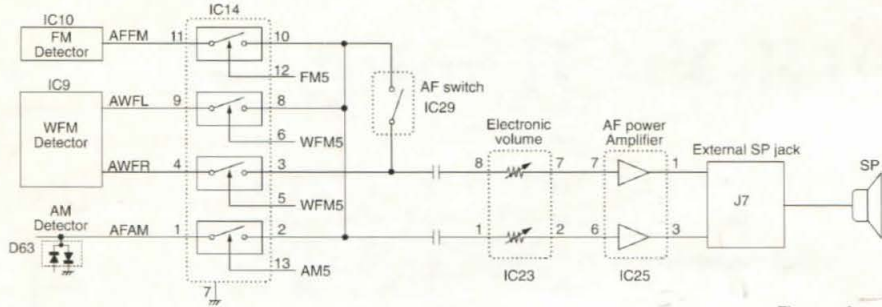 IC14
IC10
FM
Detector
AFFM
11
10
12
FM5
IC9
WFM
Detector
AWFL
9
8
6
WFM5
AF switch
IC29
AWFR
4
3
5
WFM5
Electronic
volume
AF power
Amplifier
External SP jack
8
7
7
1
J7
SP
AM
Detector
AFAM
1
2
1
2
6
3
D63
13
AM5
7
IC23
IC25